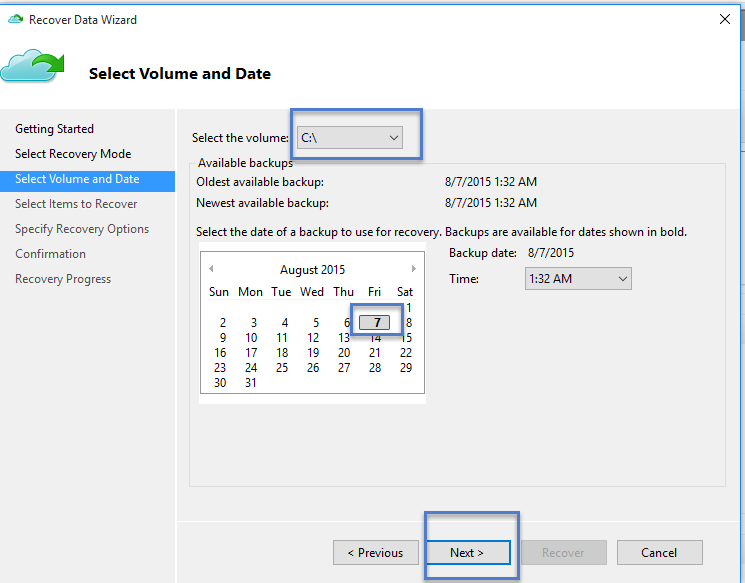 Recover Data Wizard
Select Volume and Date
Getting Started
Select Recovery Mode
Select Volume and Date
Select Items to Recover
Specify Recovery Options
Confirmation
Recovery Progress
Select the volume: C:\
Available backups
Oldest available backup: 8/7/2015 1:32 AM
Newest available backup: 8/7/2015 1:32 AM
Select the date of a backup to use for recovery. Backups are available for dates shown in bold.
Backup date: 8/7/2015
Time: 1:32 AM
August 2015
Sun Mon Tue Wed Thu Fri Sat
1
2 3 4 5 6 7 8
9 10 11 12 13 14 15
16 17 18 19 20 21 22
23 24 25 26 27 28 29
30 31
< Previous Next > Recover Cancel